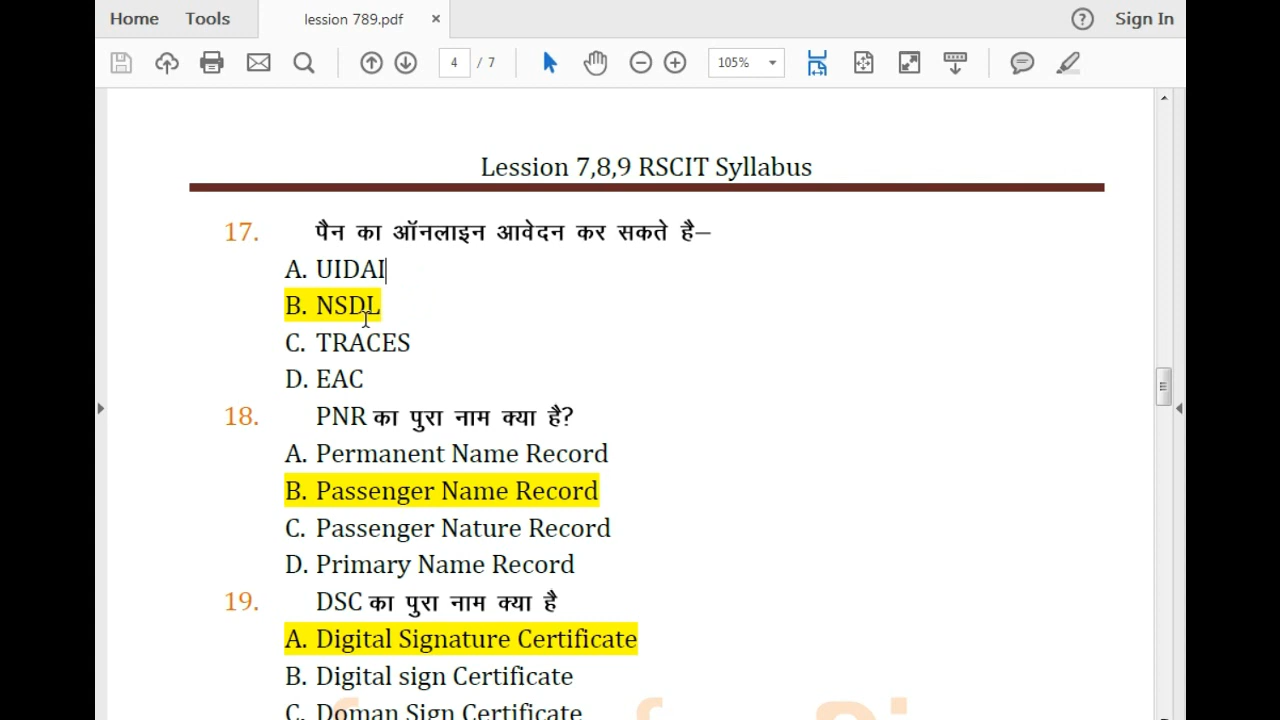 Home Tools lession 789.pdf × ? Sign In
4 / 7 105%
Lession 7,8,9 RSCIT Syllabus
17. पैन का ऑनलाइन आवेदन कर सकते है–
A. UIDAI
B. NSDL
C. TRACES
D. EAC
18. PNR का पुरा नाम क्या है?
A. Permanent Name Record
B. Passenger Name Record
C. Passenger Nature Record
D. Primary Name Record
19. DSC का पुरा नाम क्या है
A. Digital Signature Certificate
B. Digital sign Certificate
C. Doman Sign Certificate